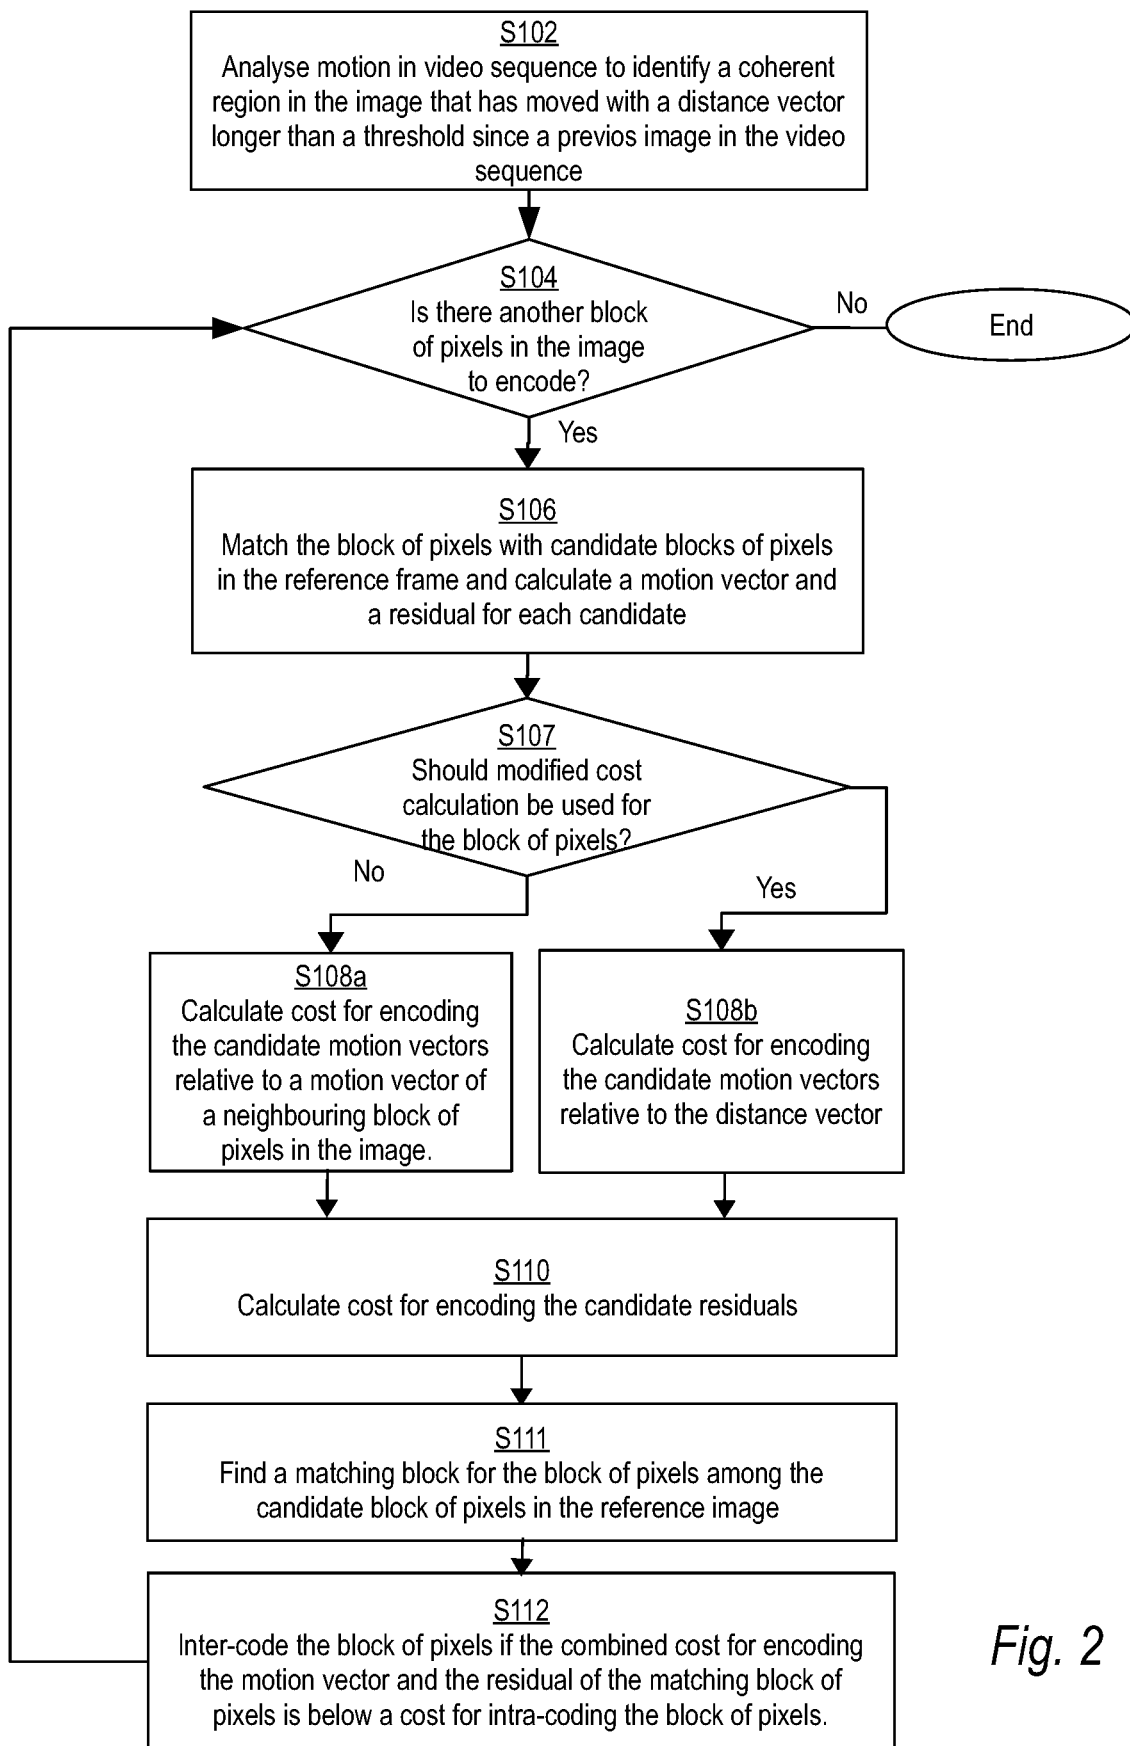 S102
Analyse motion in video sequence to identify a coherent
region in the image that has moved with a distance vector
longer than a threshold since a previos image in the video
sequence
S104
Is there another block
of pixels in the image
to encode?
No
End
Yes
S106
Match the block of pixels with candidate blocks of pixels
in the reference frame and calculate a motion vector and
a residual for each candidate
S107
Should modified cost
calculation be used for
the block of pixels?
No
Yes
S108a
Calculate cost for encoding
the candidate motion vectors
relative to a motion vector of
a neighbouring block of
pixels in the image.
S108b
Calculate cost for encoding
the candidate motion vectors
relative to the distance vector
S110
Calculate cost for encoding the candidate residuals
S111
Find a matching block for the block of pixels among the
candidate block of pixels in the reference image
S112
Inter-code the block of pixels if the combined cost for encoding
the motion vector and the residual of the matching block of
pixels is below a cost for intra-coding the block of pixels.
Fig. 2